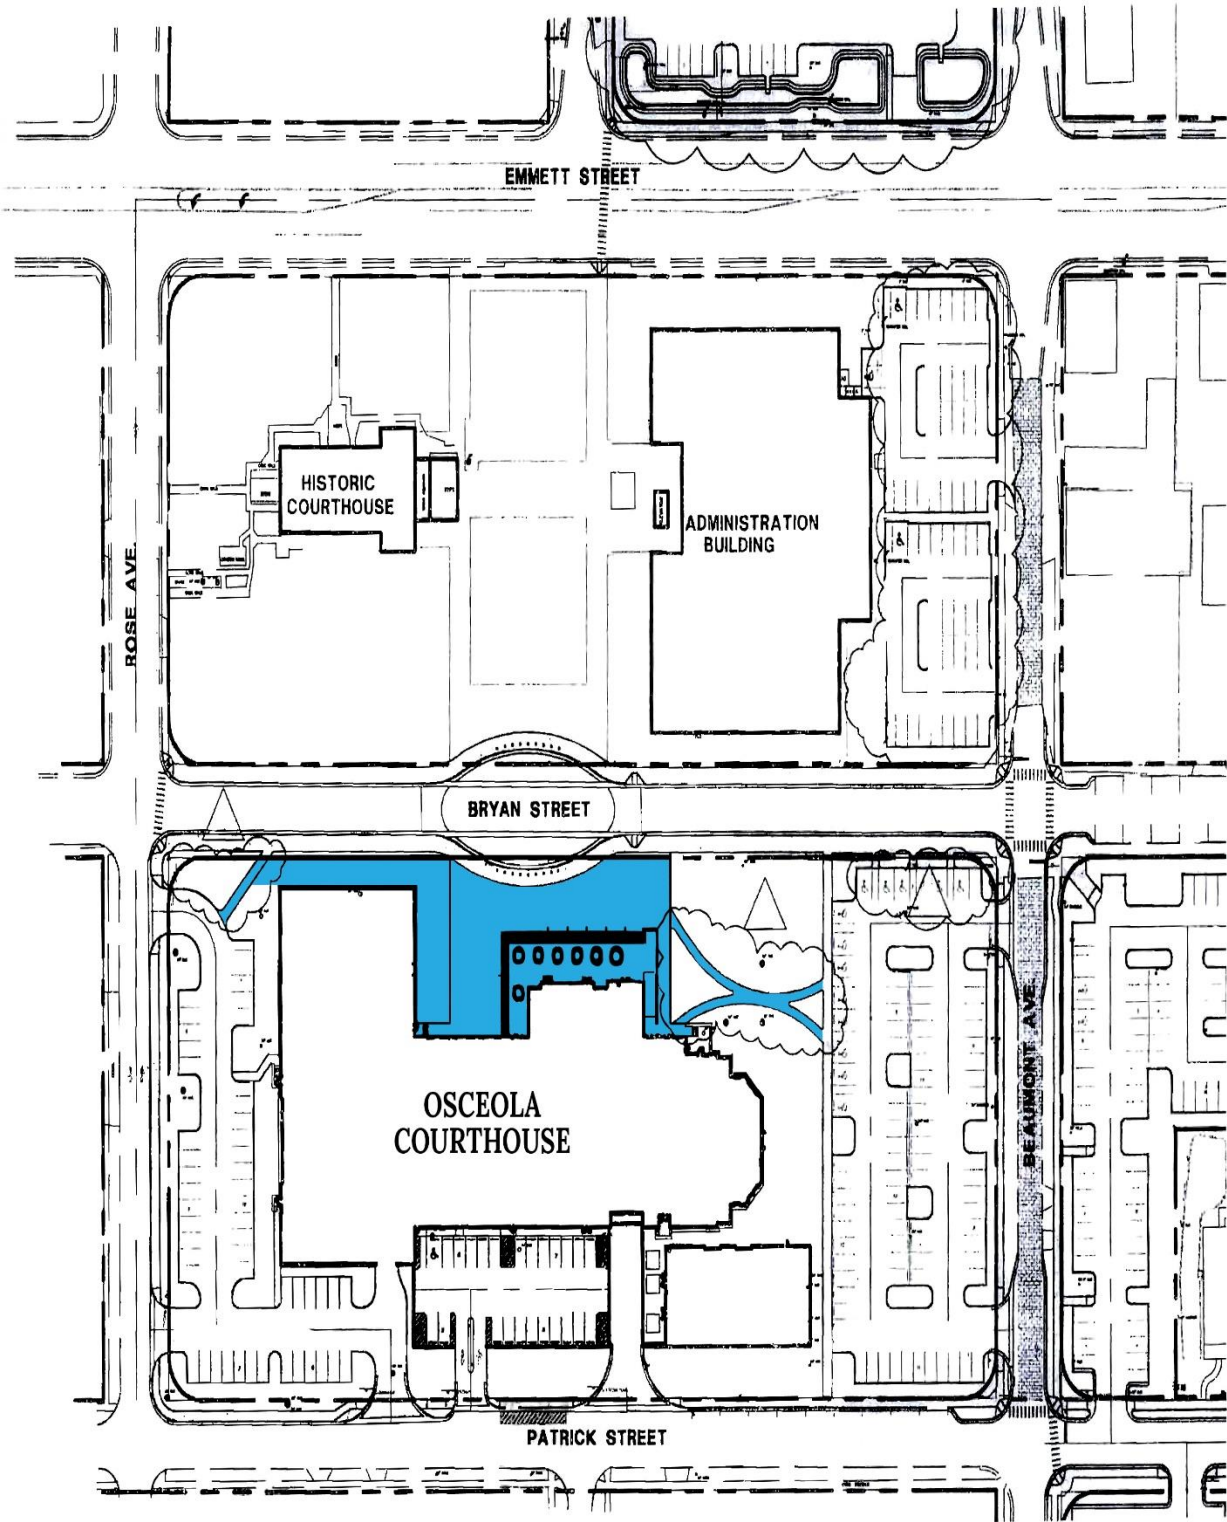 EMMETT STREET
HISTORIC
COURTHOUSE
ADMINISTRATION
BUILDING
ROSE AVE.
BRYAN STREET
OSCEOLA
COURTHOUSE
BEAUMONT AVE.
PATRICK STREET